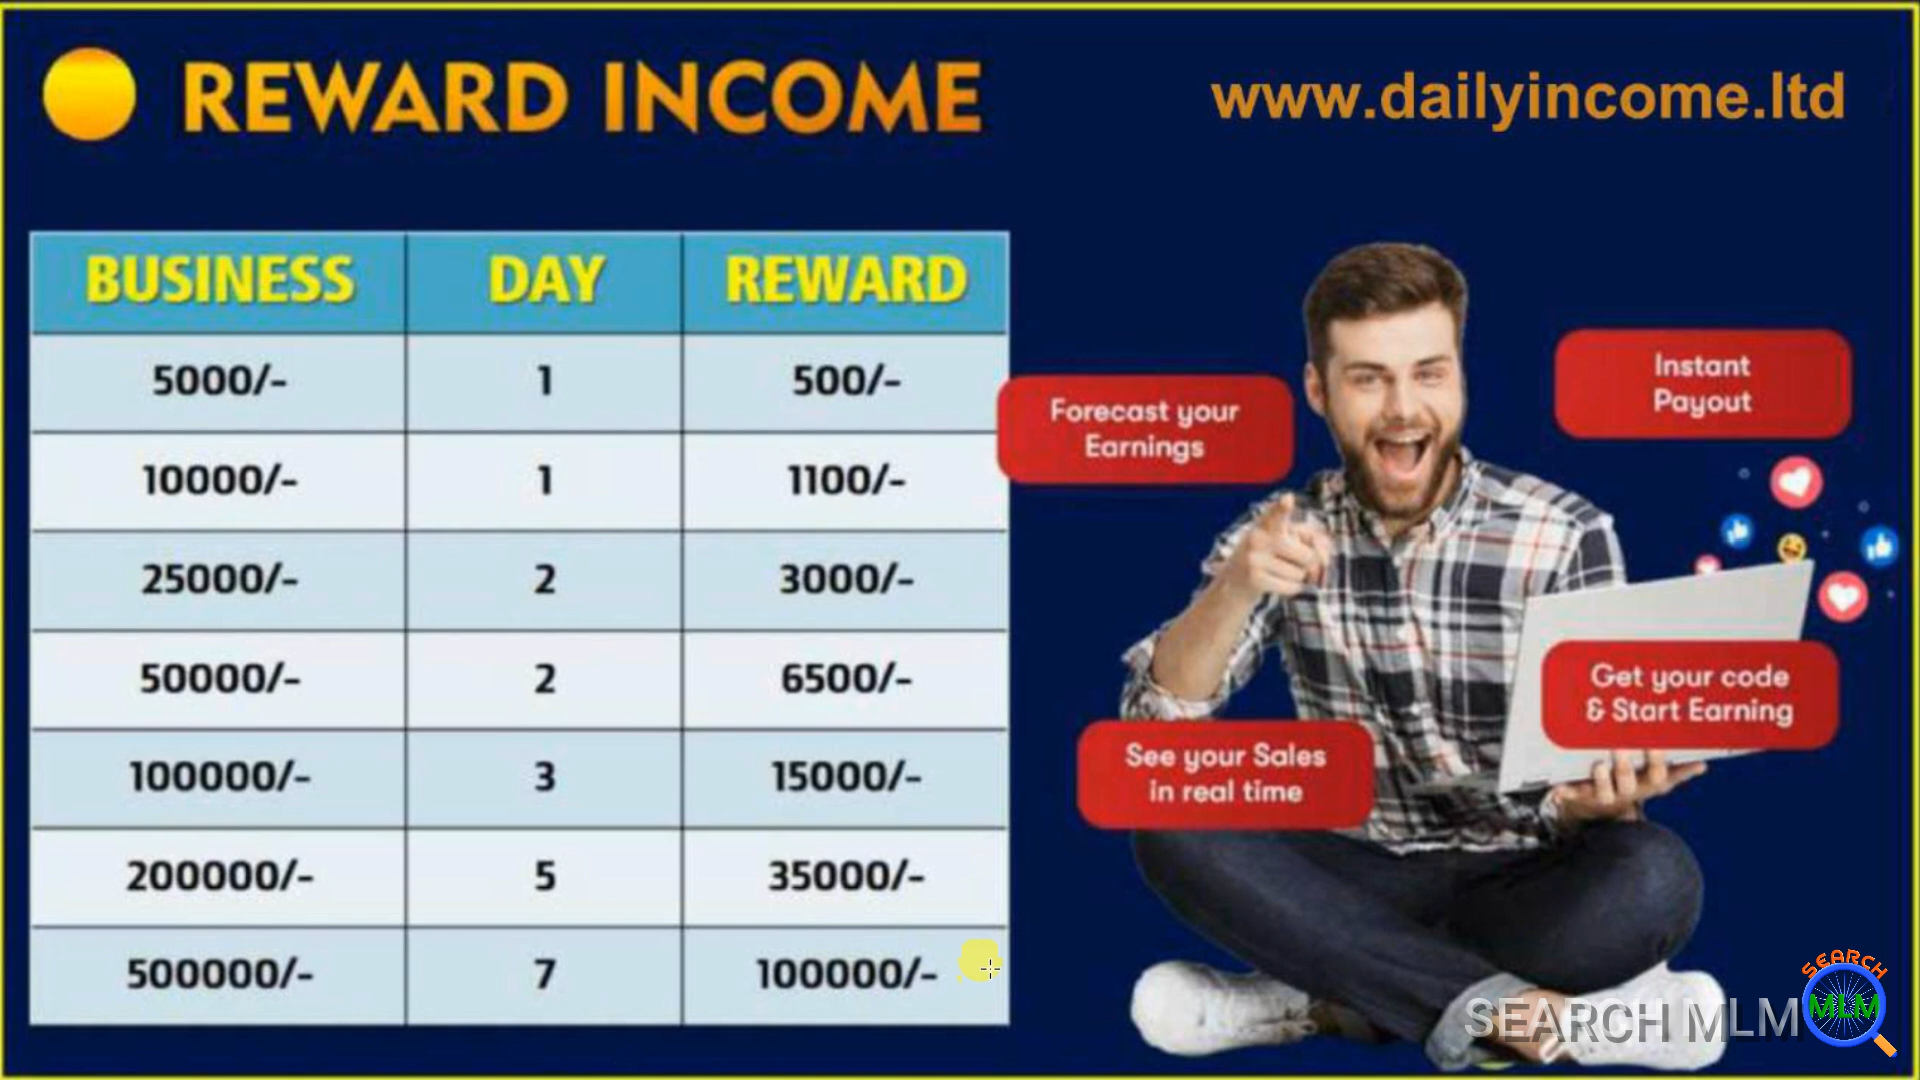 REWARD INCOME
www.dailyincome.ltd
BUSINESS DAY REWARD
5000/- 1 500/-
10000/- 1 1100/-
25000/- 2 3000/-
50000/- 2 6500/-
100000/- 3 15000/-
200000/- 5 35000/-
500000/- 7 100000/-
Forecast your
Earnings
Instant
Payout
Get your code
& Start Earning
See your Sales
in real time
SEARCH MLM
SEARCH
MLM